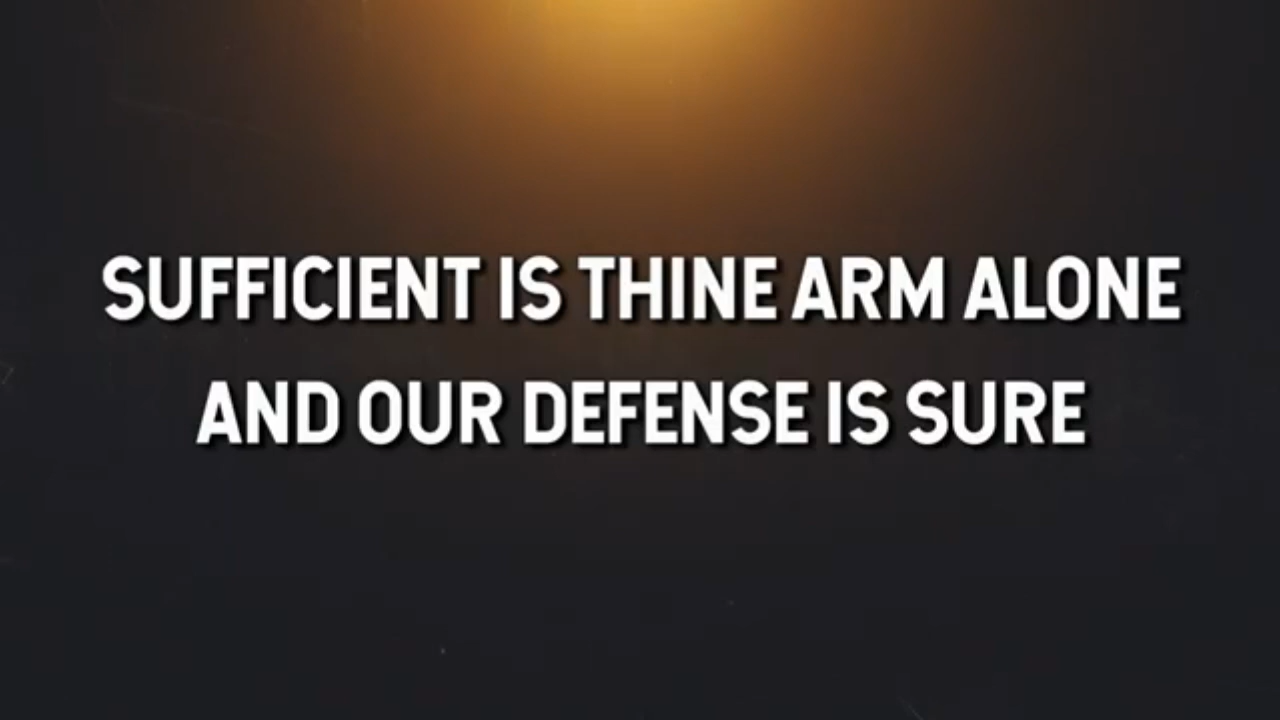 SUFFICIENT IS THINE ARM ALONE
AND OUR DEFENSE IS SURE